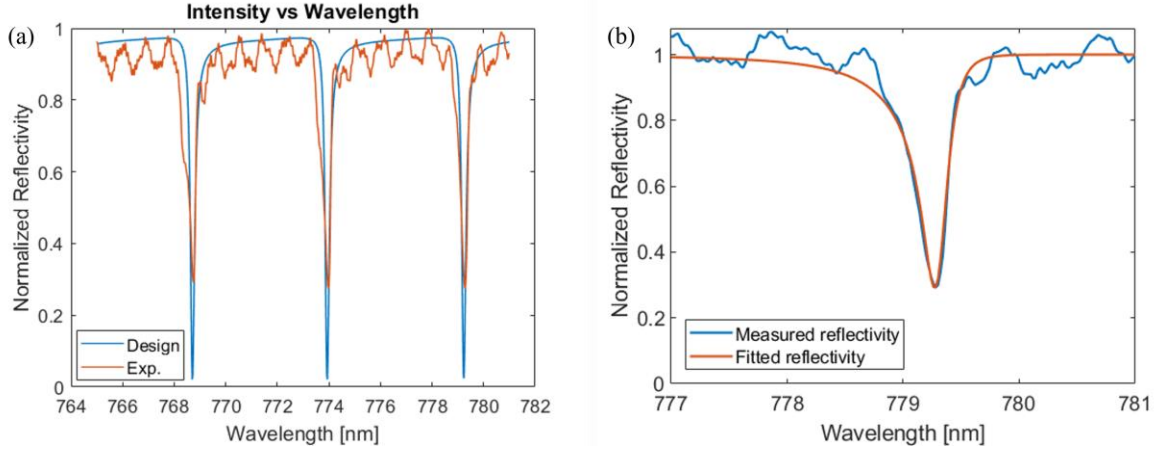 (a)
Intensity vs Wavelength
Normalized Reflectivity
1
0.8
0.6
0.4
0.2
0
Design
Exp.
764 766 768 770 772 774 776 778 780 782
Wavelength [nm]
(b)
Normalized Reflectivity
1
0.8
0.6
0.4
0.2
0
Measured reflectivity
Fitted reflectivity
777 778 779 780 781
Wavelength [nm]